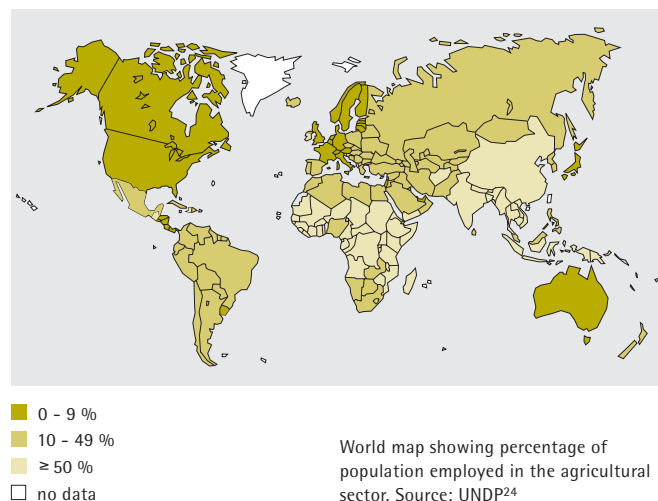 0 - 9 %
10 - 49 %
≥ 50 %
no data
World map showing percentage of
population employed in the agricultural
sector. Source: UNDP24